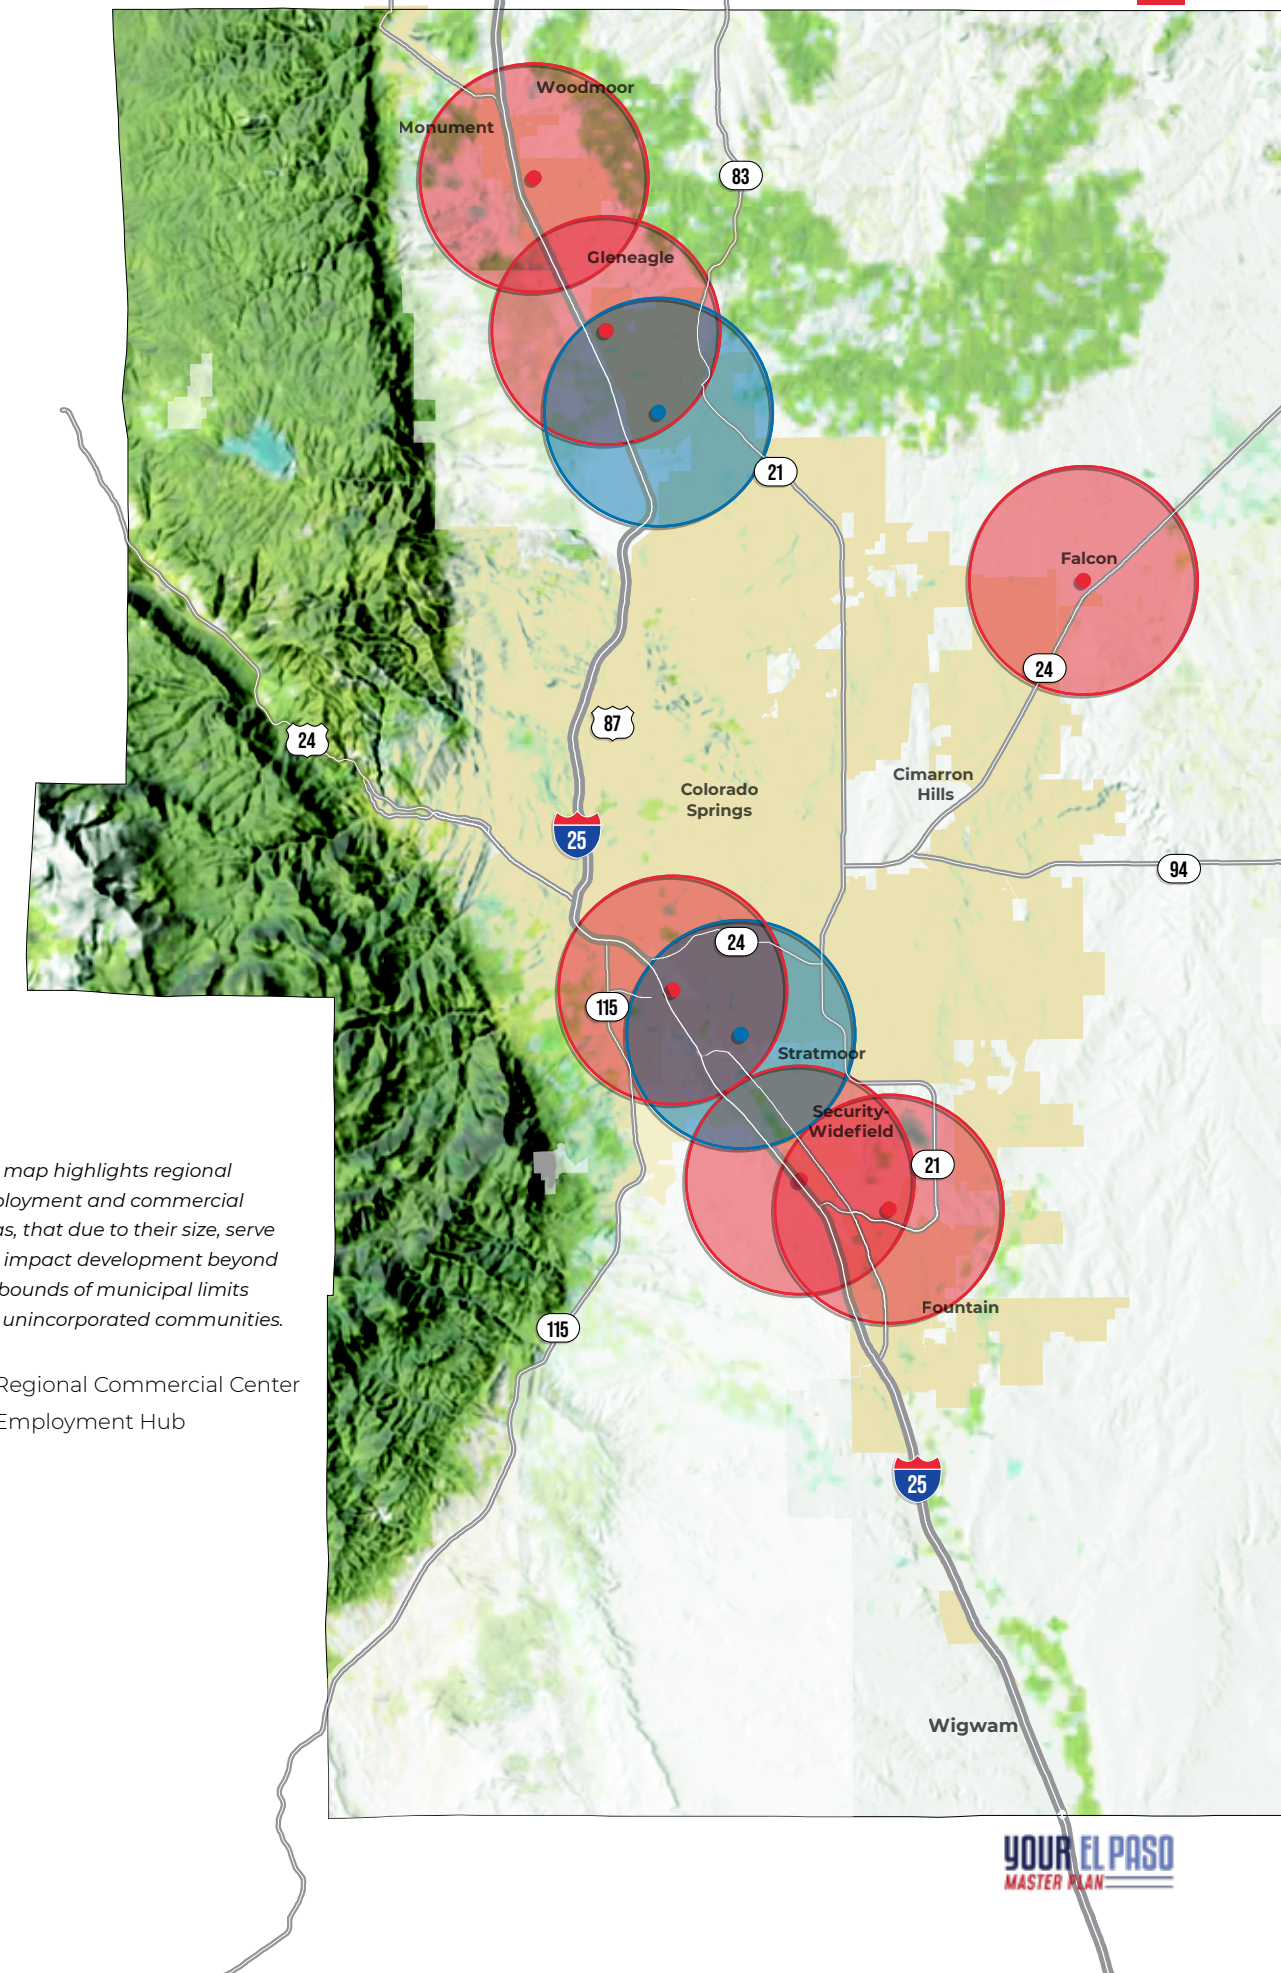 Woodmoor
Monument
83
Gleneagle
21
Falcon
24
87
24
Cimarron
Hills
Colorado
Springs
25
94
24
115
Stratmoor
Security-
Widefield
21
map highlights regional
ployment and commercial
as, that due to their size, serve
impact development beyond
bounds of municipal limits
unincorporated communities.
Fountain
115
Regional Commercial Center
Employment Hub
25
Wigwam
YOUR EL PASO
MASTER PLAN